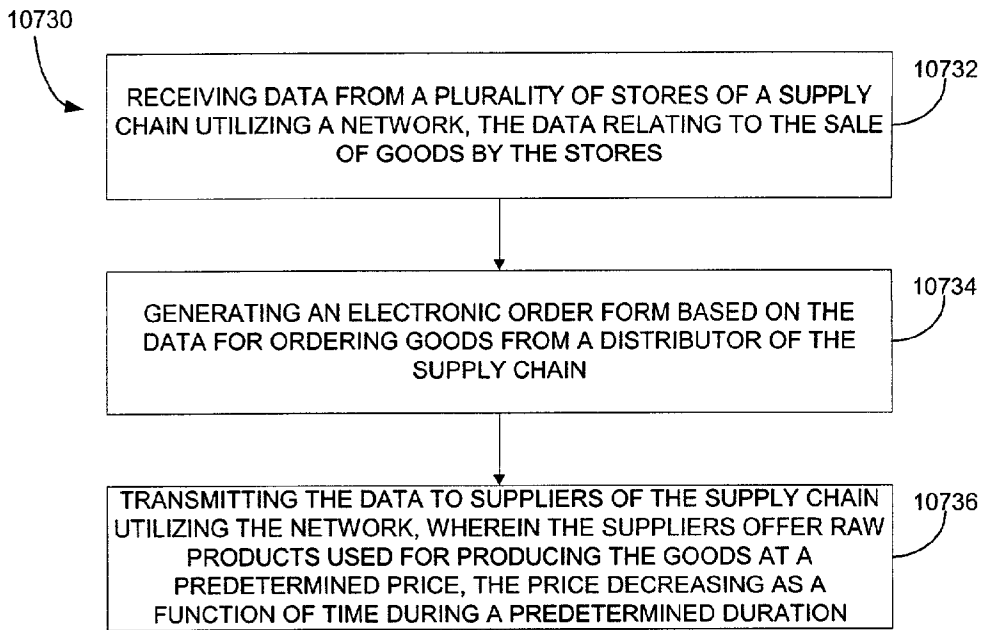 10730
10732
RECEIVING DATA FROM A PLURALITY OF STORES OF A SUPPLY
CHAIN UTILIZING A NETWORK, THE DATA RELATING TO THE SALE
OF GOODS BY THE STORES
10734
GENERATING AN ELECTRONIC ORDER FORM BASED ON THE
DATA FOR ORDERING GOODS FROM A DISTRIBUTOR OF THE
SUPPLY CHAIN
10736
TRANSMITTING THE DATA TO SUPPLIERS OF THE SUPPLY CHAIN
UTILIZING THE NETWORK, WHEREIN THE SUPPLIERS OFFER RAW
PRODUCTS USED FOR PRODUCING THE GOODS AT A
PREDETERMINED PRICE, THE PRICE DECREASING AS A
FUNCTION OF TIME DURING A PREDETERMINED DURATION